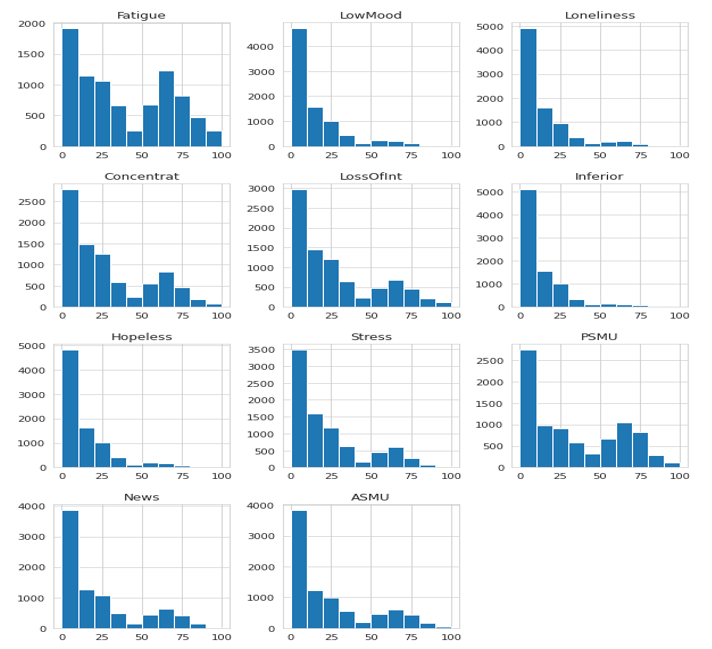 Fatigue LowMood Loneliness
2000 1500 1000 500 0
4000 3000 2000 1000 0
5000 4000 3000 2000 1000 0
0 25 50 75 100 0 25 50 75 100 0 25 50 75 100
Concentrat LossOfInt Inferior
2500 2000 1500 1000 500 0
3000 2500 2000 1500 1000 500 0
5000 4000 3000 2000 1000 0
0 25 50 75 100 0 25 50 75 100 0 25 50 75 100
Hopeless Stress PSMU
5000 4000 3000 2000 1000 0
3500 3000 2500 2000 1500 1000 500 0
2500 2000 1500 1000 500 0
0 25 50 75 100 0 25 50 75 100 0 25 50 75 100
News ASMU
4000 3000 2000 1000 0
4000 3000 2000 1000 0
0 25 50 75 100 0 25 50 75 100